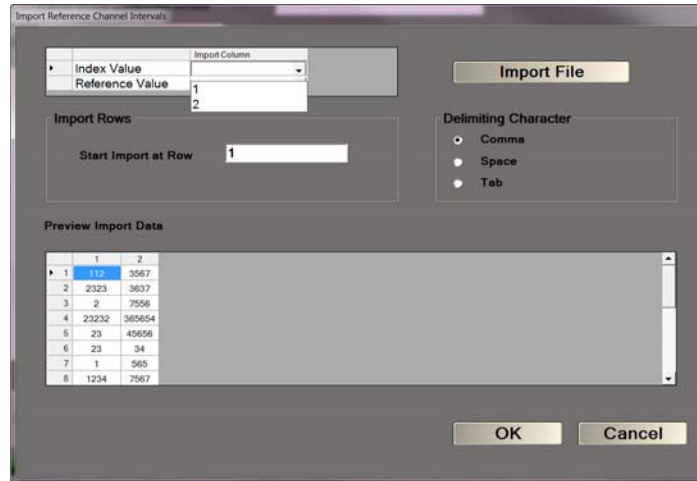 Import Reference Channel Intervals
Import Column
Index Value
Reference Value
1
2
Import File
Import Rows
Start Import at Row 1
Delimiting Character
Comma
Space
Tab
Preview Import Data
1 2
1 112 3567
2 2323 3637
3 2 7556
4 23232 365654
5 23 45656
6 23 34
7 1 565
8 1234 7567
OK Cancel